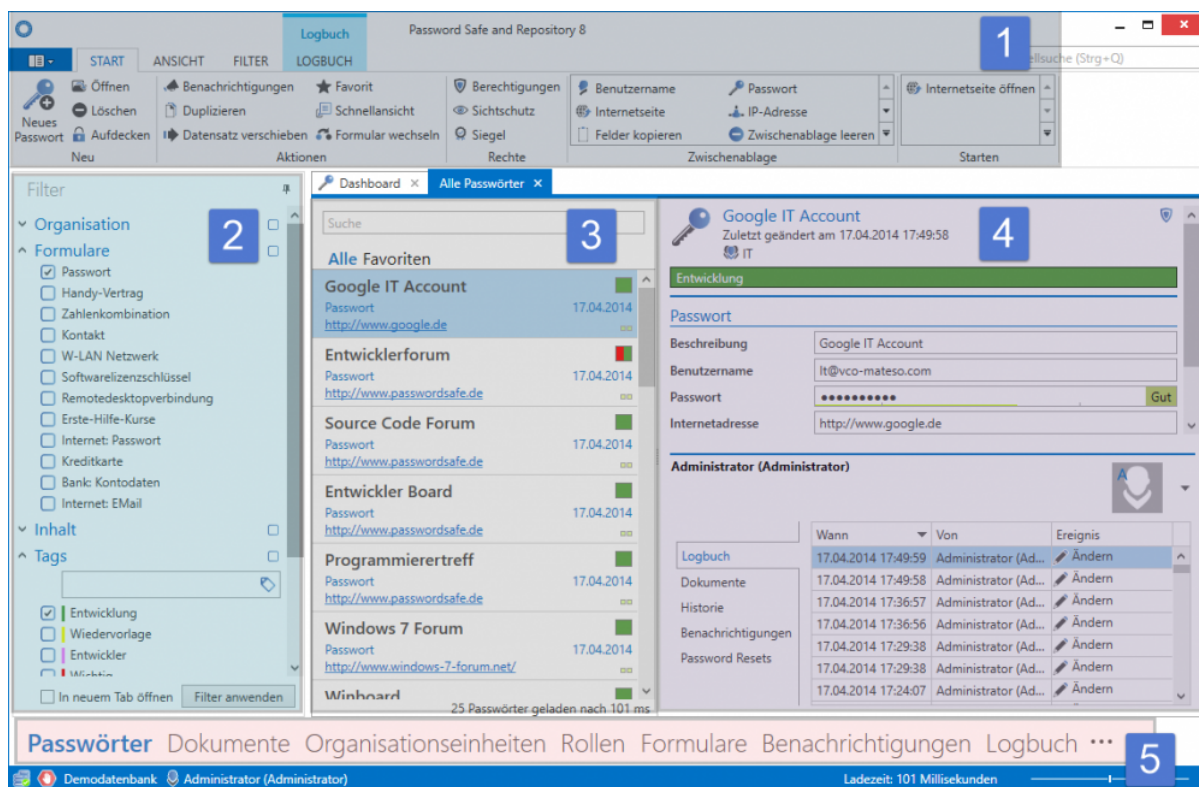 Logbuch
Password Safe and Repository 8
1
START ANSICHT FILTER LOGBUCH
(Strg+Q)
Neues Passwort
Öffnen
Löschen
Aufdecken
Neu
Benachrichtigungen
Duplizieren
Datensatz verschieben
Favorit
Schnellansicht
Formular wechseln
Aktionen
Berechtigungen
Sichtschutz
Siegel
Rechte
Benutzername
Internetseite
Felder kopieren
Passwort
IP-Adresse
Zwischenablage leeren
Zwischenablage
Internetseite öffnen
Starten
Filter
2
Organisation
Formulare
Passwort
Handy-Vertrag
Zahlenkombination
Kontakt
W-LAN Netzwerk
Softwarelizenzschlüssel
Remotedesktopverbindung
Erste-Hilfe-Kurse
Internet: Passwort
Kreditkarte
Bank: Kontodaten
Internet: EMail
Inhalt
Tags
Entwicklung
Wiedervorlage
Entwickler
Wichtig
In neuem Tab öffnen Filter anwenden
Dashboard × Alle Passwörter ×
Suche
3
Alle Favoriten
Google IT Account
Passwort 17.04.2014
http://www.google.de
Entwicklerforum
Passwort 17.04.2014
http://www.passwordsafe.de
Source Code Forum
Passwort 17.04.2014
http://www.passwordsafe.de
Entwickler Board
Passwort 17.04.2014
http://www.passwordsafe.de
Programmierertreff
Passwort 17.04.2014
http://www.passwordsafe.de
Windows 7 Forum
Passwort 17.04.2014
http://www.windows-7-forum.net/
Winboard
25 Passwörter geladen nach 101 ms
Google IT Account
Zuletzt geändert am 17.04.2014 17:49:58
IT
4
Entwicklung
Passwort
Beschreibung Google IT Account
Benutzername lt@vco-mateso.com
Passwort •••••••••• Gut
Internetadresse http://www.google.de
Administrator (Administrator)
A
Logbuch
Dokumente
Historie
Benachrichtigungen
Password Resets
Wann Von Ereignis
17.04.2014 17:49:59 Administrator (Ad... Ändern
17.04.2014 17:49:58 Administrator (Ad... Ändern
17.04.2014 17:36:57 Administrator (Ad... Ändern
17.04.2014 17:36:56 Administrator (Ad... Ändern
17.04.2014 17:29:38 Administrator (Ad... Ändern
17.04.2014 17:29:38 Administrator (Ad... Ändern
17.04.2014 17:24:07 Administrator (Ad... Ändern
Passwörter Dokumente Organisationseinheiten Rollen Formulare Benachrichtigungen Logbuch ···
5
Demodatenbank Administrator (Administrator) Ladezeit: 101 Millisekunden